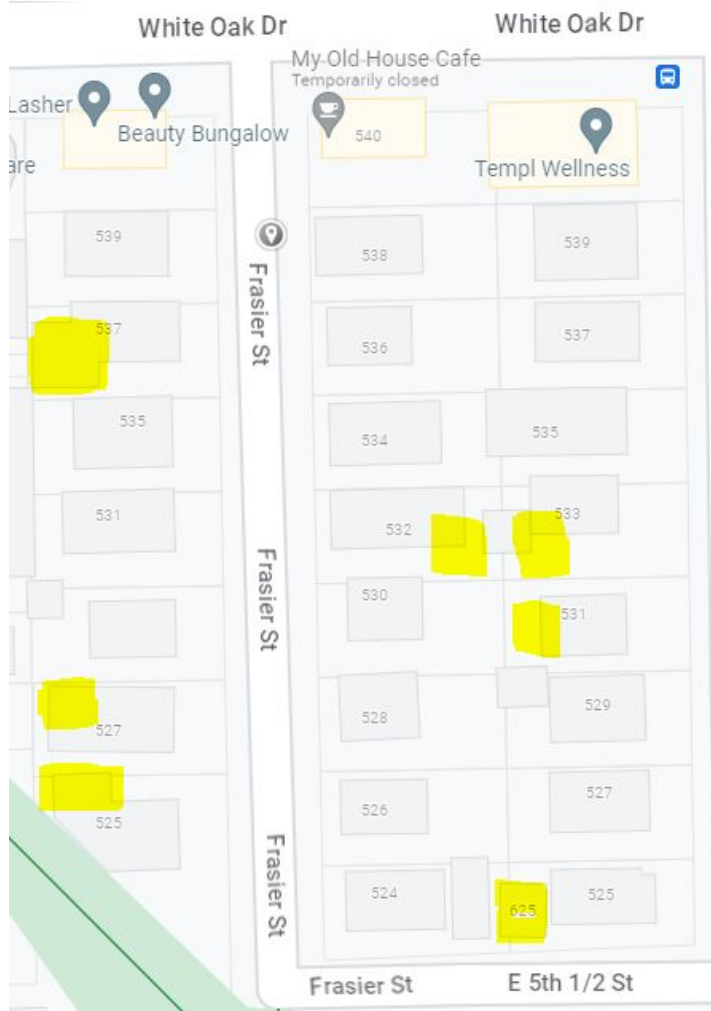 White Oak Dr
White Oak Dr
My Old House Cafe
Temporarily closed
Lasher
Beauty Bungalow
540
Templ Wellness
are
539
538
539
Frasier St
537
536
537
535
534
535
531
532
533
Frasier St
530
531
528
529
527
526
527
525
Frasier St
524
625
525
Frasier St
E 5th 1/2 St